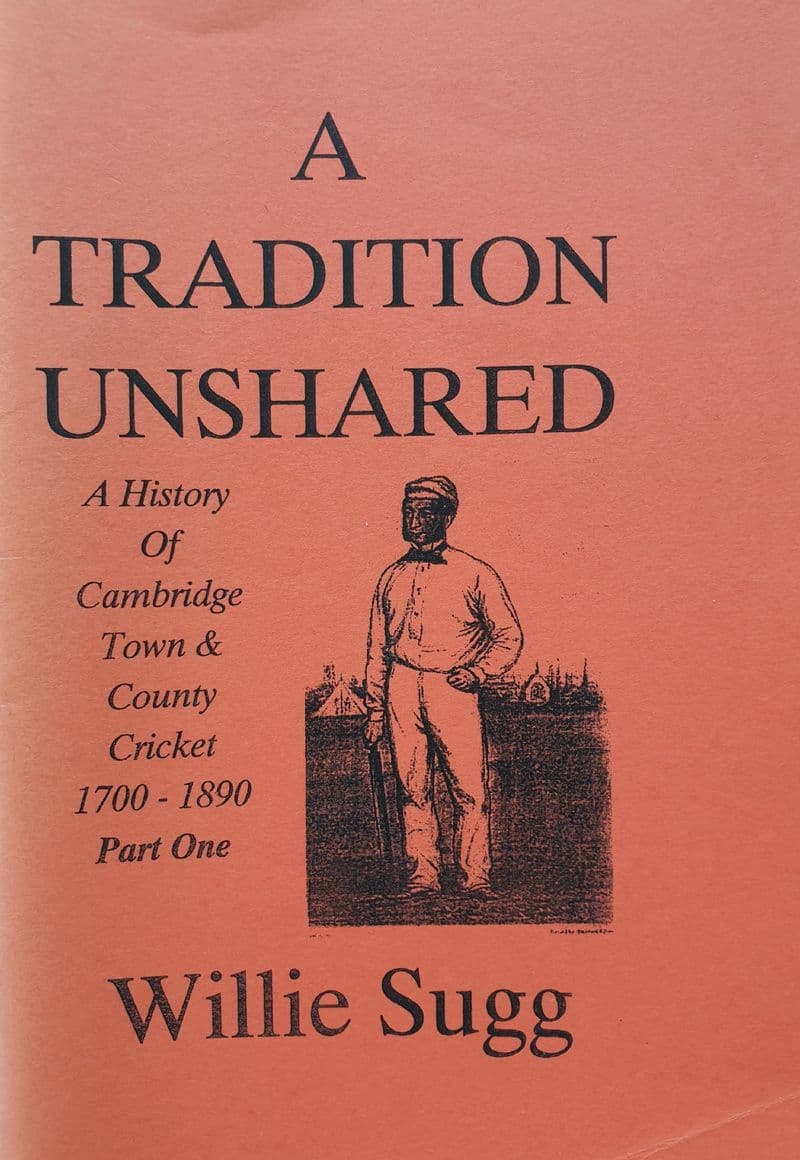 A
TRADITION
UNSHARED
A History
Of
Cambridge
Town &
County
Cricket
1700 - 1890
Part One
Willie Sugg